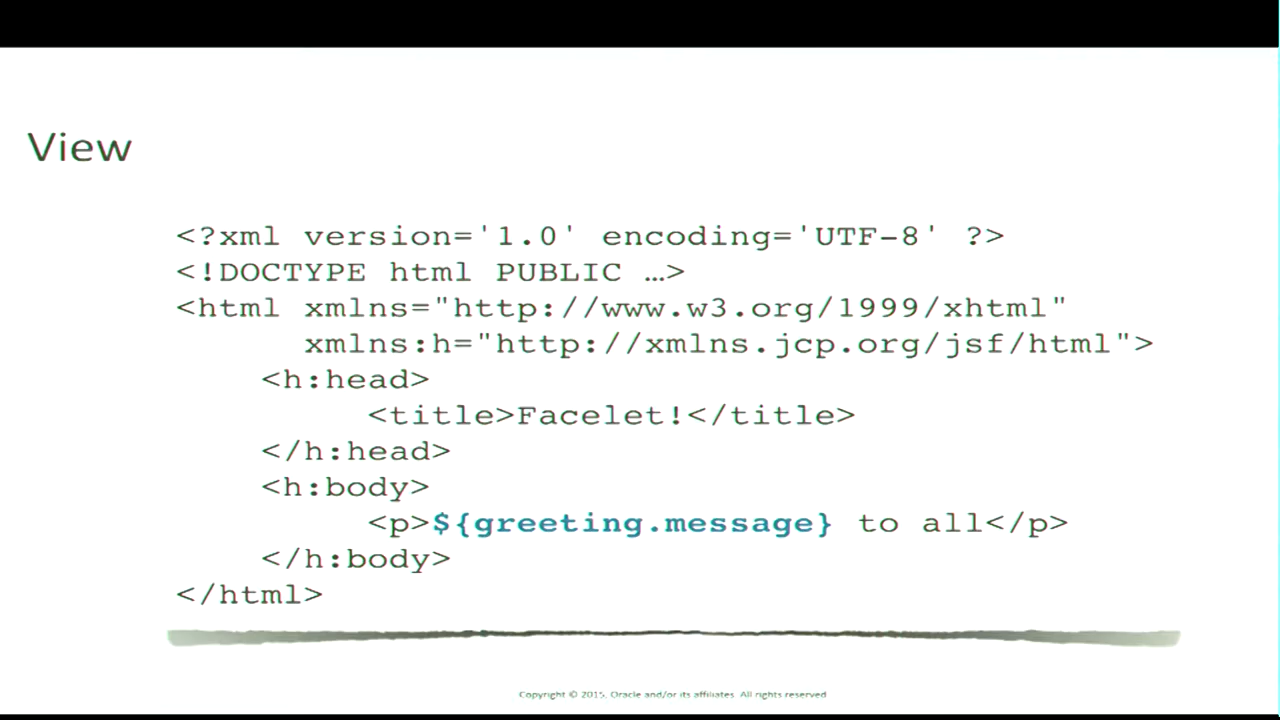 View
<?xml version='1.0' encoding='UTF-8' ?>
<!DOCTYPE html PUBLIC …>
<html xmlns="http://www.w3.org/1999/xhtml"
xmlns:h="http://xmlns.jcp.org/jsf/html">
<h:head>
<title>Facelet!</title>
</h:head>
<h:body>
<p>${greeting.message} to all</p>
</h:body>
</html>
Copyright © 2015, Oracle and/or its affiliates. All rights reserved